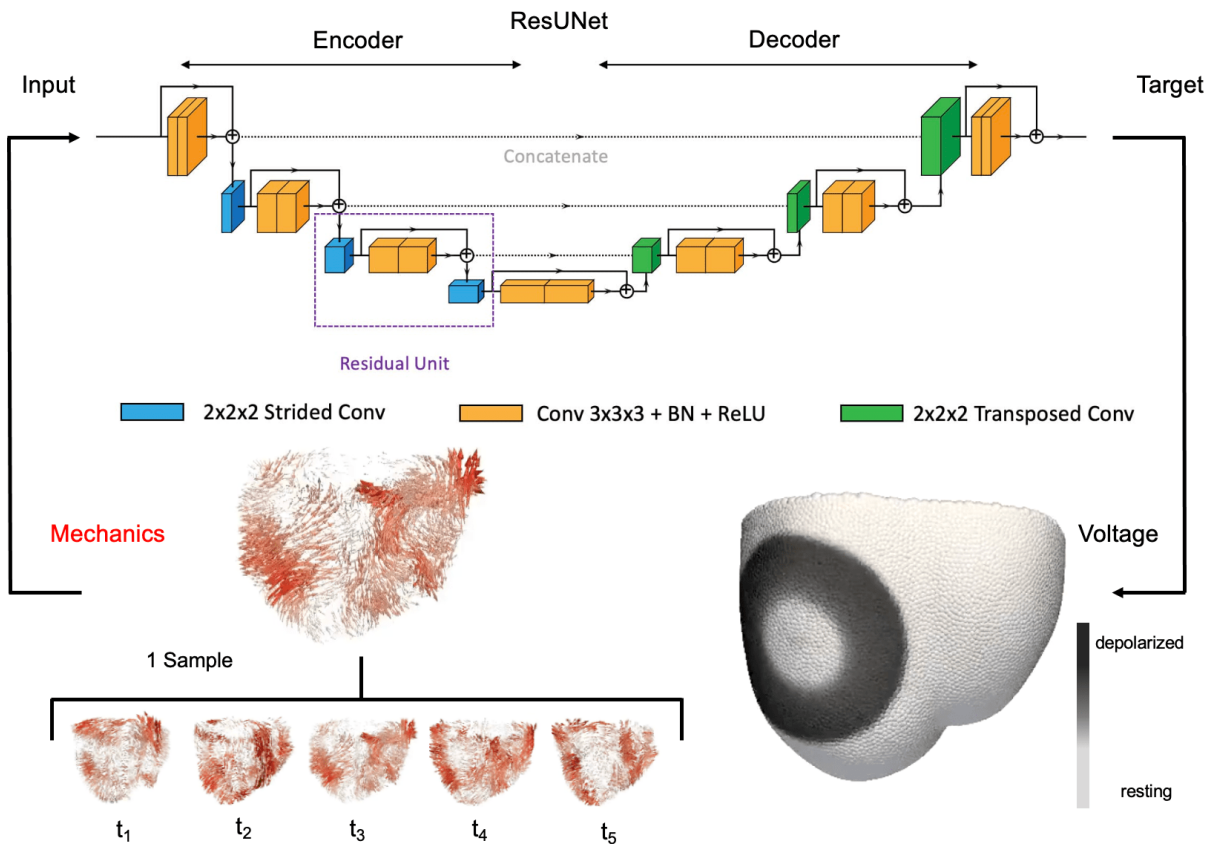 ResUNet
Encoder
Decoder
Input
Target
Concatenate
Residual Unit
2x2x2 Strided Conv
Conv 3x3x3 + BN + ReLU
2x2x2 Transposed Conv
Mechanics
Voltage
depolarized
resting
1 Sample
t₁
t₂
t₃
t₄
t₅